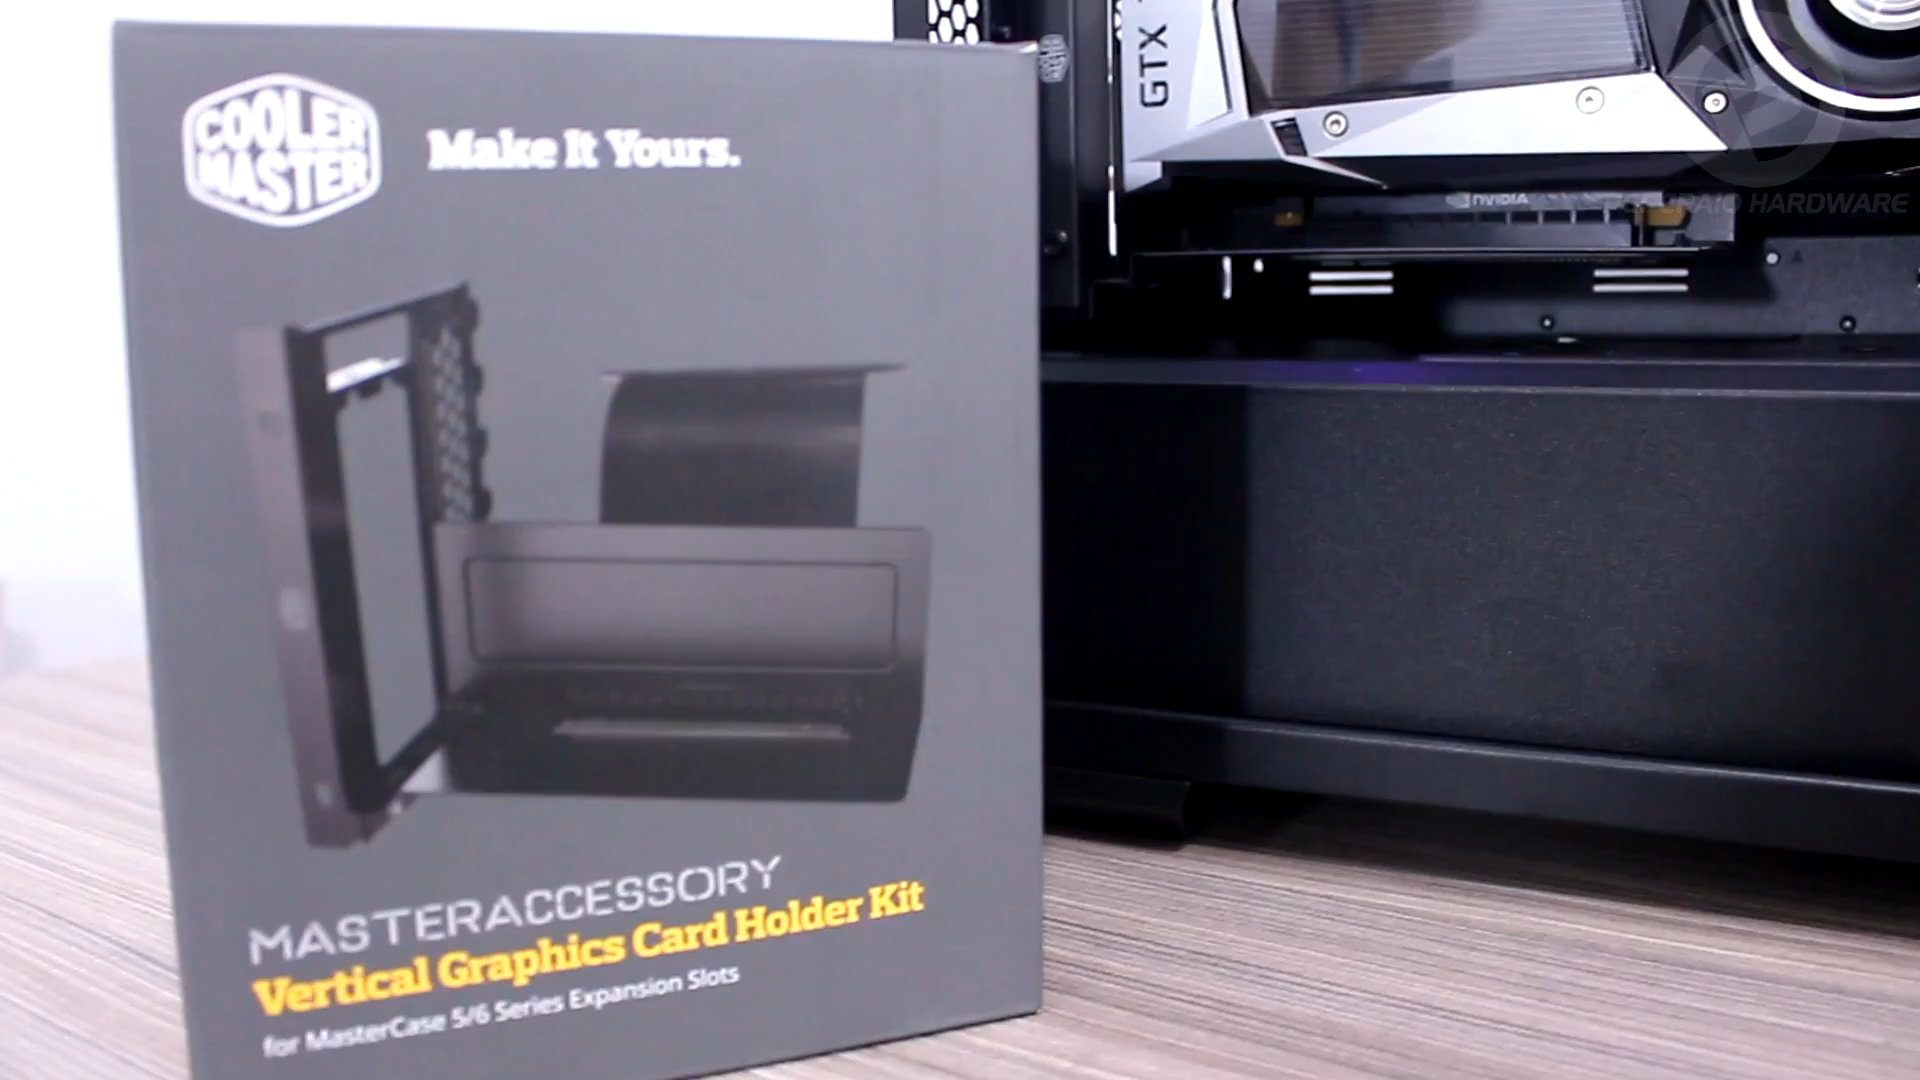 COOLER
MASTER
Make It Yours.
MASTERACCESSORY
Vertical Graphics Card Holder Kit
for MasterCase 5/6 Series Expansion Slots
GTX
NVIDIA
HARDWARE